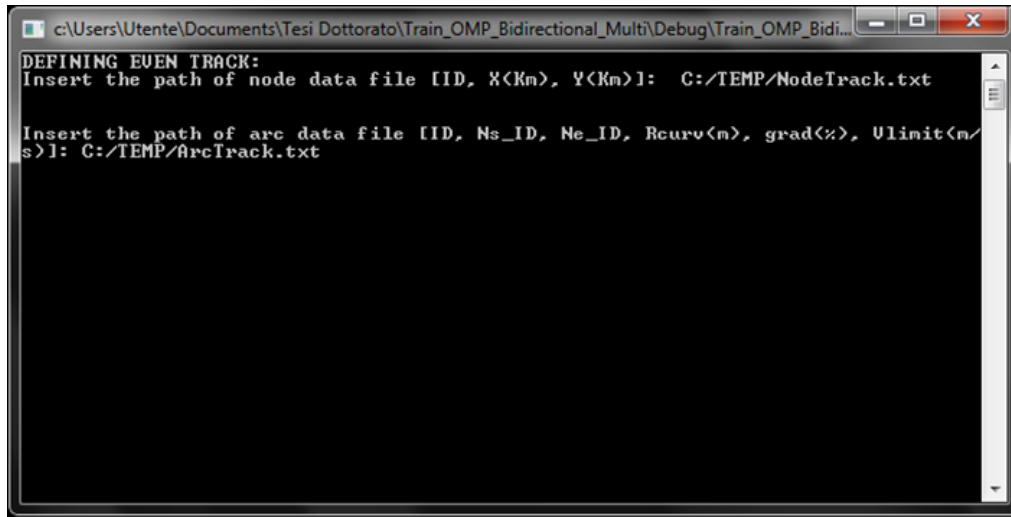 c:\Users\Utente\Documents\Tesi Dottorato\Train_OMP_Bidirectional_Multi\Debug\Train_OMP_Bidi...
DEFINING EVEN TRACK:
Insert the path of node data file [ID, X(Km), Y(Km)]:  C:/TEMP/NodeTrack.txt
Insert the path of arc data file [ID, Ns_ID, Ne_ID, Rcurv(m), grad(%), Vlimit(m/
s)]: C:/TEMP/ArcTrack.txt